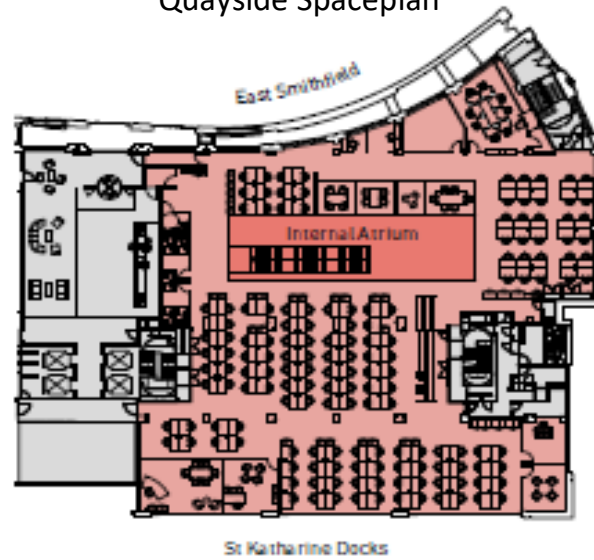 Quayside Spaceplan
East Smithfield
Internal Atrium
St Katharine Docks